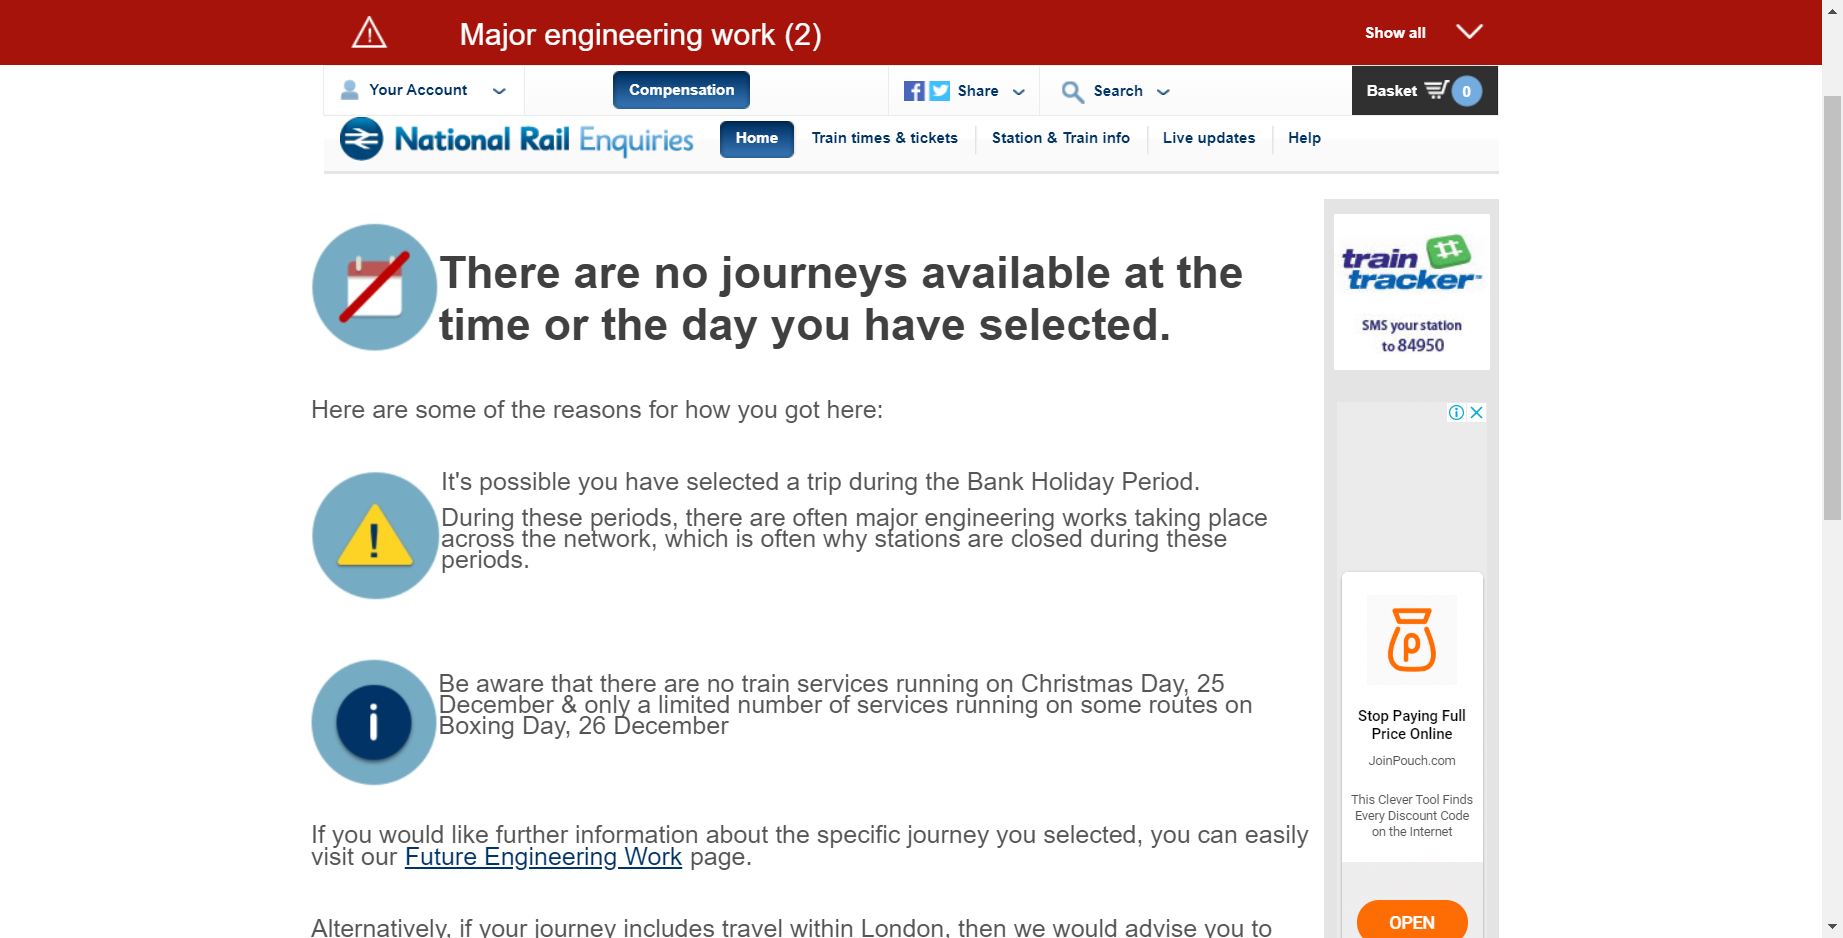 Major engineering work (2)
Show all
Your Account
Compensation
Share
Search
Basket
0
National Rail Enquiries
Home
Train times & tickets
Station & Train info
Live updates
Help
There are no journeys available at the
time or the day you have selected.
Here are some of the reasons for how you got here:
It's possible you have selected a trip during the Bank Holiday Period.
During these periods, there are often major engineering works taking place
across the network, which is often why stations are closed during these
periods.
Be aware that there are no train services running on Christmas Day, 25
December & only a limited number of services running on some routes on
Boxing Day, 26 December
If you would like further information about the specific journey you selected, you can easily
visit our Future Engineering Work page.
Alternatively, if your journey includes travel within London, then we would advise you to
train
tracker™
SMS your station
to 84950
Stop Paying Full
Price Online
JoinPouch.com
This Clever Tool Finds
Every Discount Code
on the Internet
OPEN